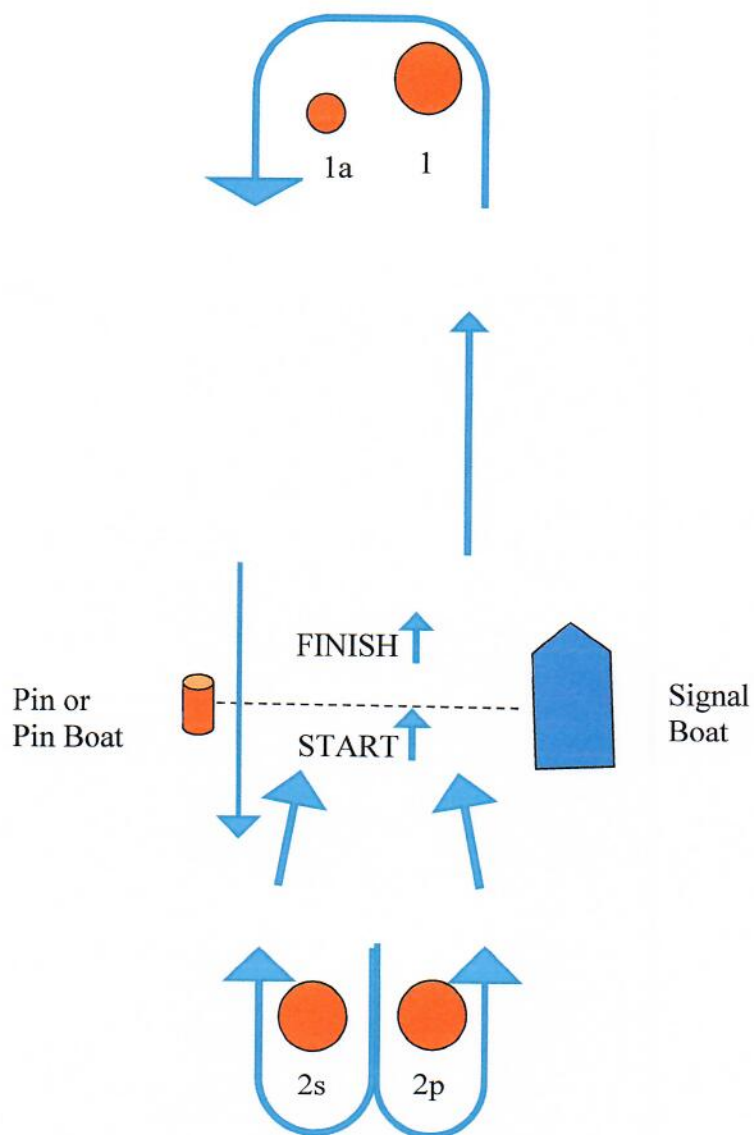 1a
1
FINISH
Pin or
Pin Boat
START
Signal
Boat
2s
2p